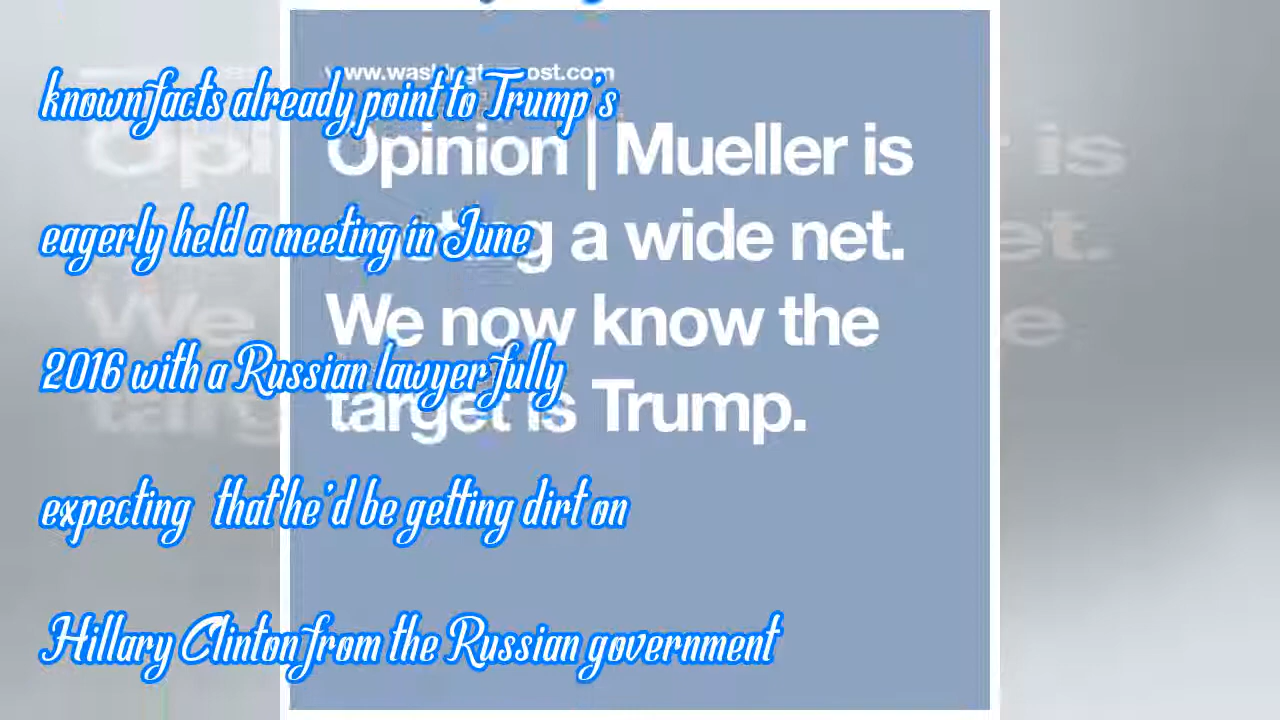 known facts already point to Trump's
eagerly held a meeting in June
2016 with a Russian lawyer fully
expecting that he'd be getting dirt on
Hillary Clinton from the Russian government
www.washingtonpost.com
Opinion | Mueller is
casting a wide net.
We now know the
target is Trump.